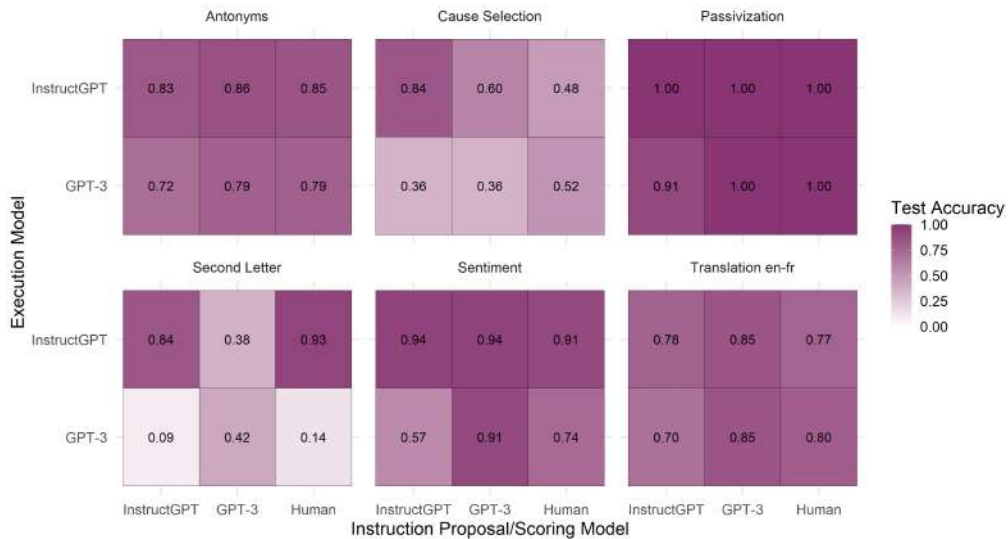 Antonyms Cause Selection Passivization
InstructGPT 0.83 0.86 0.85 0.84 0.60 0.48 1.00 1.00 1.00
GPT-3 0.72 0.79 0.79 0.36 0.36 0.52 0.91 1.00 1.00
Execution Model
Test Accuracy
1.00
0.75
0.50
0.25
0.00
Second Letter Sentiment Translation en-fr
InstructGPT 0.84 0.38 0.93 0.94 0.94 0.91 0.78 0.85 0.77
GPT-3 0.09 0.42 0.14 0.57 0.91 0.74 0.70 0.85 0.80
InstructGPT GPT-3 Human InstructGPT GPT-3 Human InstructGPT GPT-3 Human
Instruction Proposal/Scoring Model